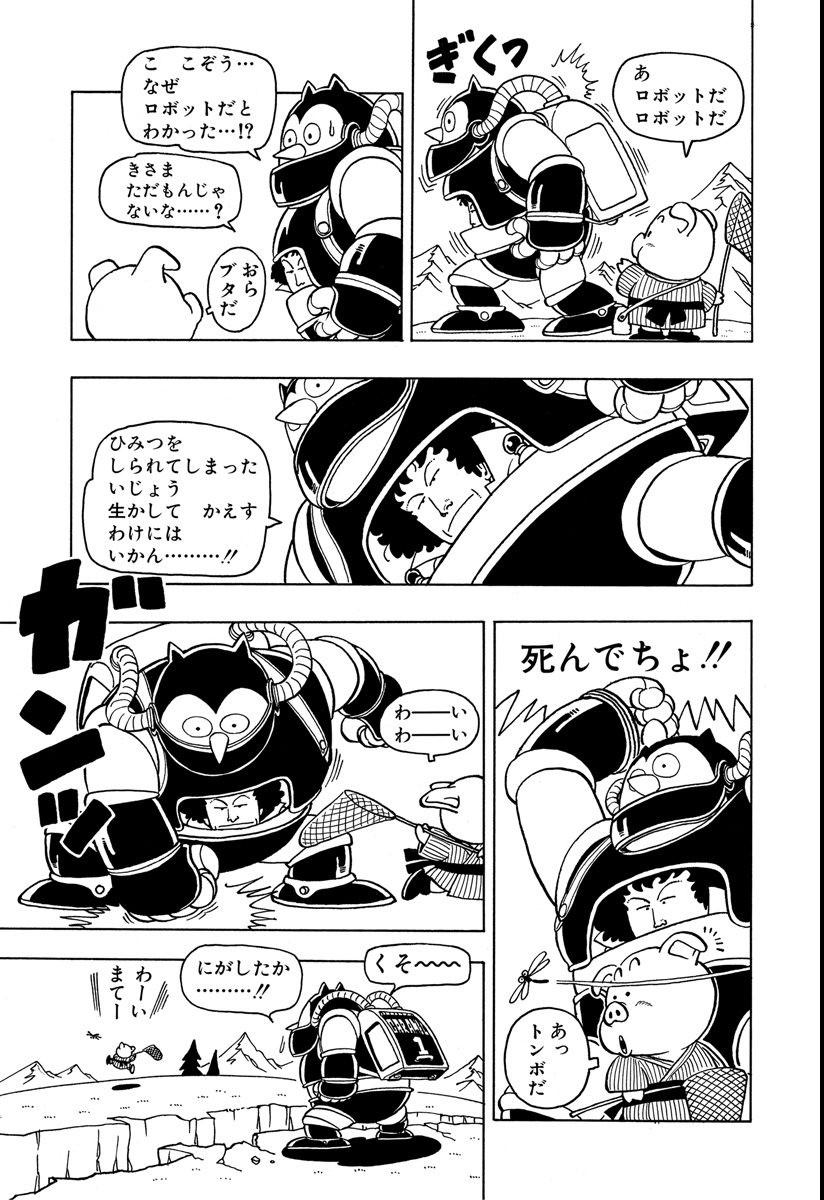 あ
ロボットだ
ロボットだ
ぎくっ
こ こぞう…
なぜ
ロボットだと
わかった…!?
きさま
ただもんじゃ
ないな……?
おら
ブタだ
ひみつを
しられてしまった
いじょう
生かして かえす
わけには
いかん………!!
死んでちょ!!
あっ
トンボだ
ガンッ
わーい
わーい
くそ~~~~
にがしたか
………!!
1
わーい
まてー